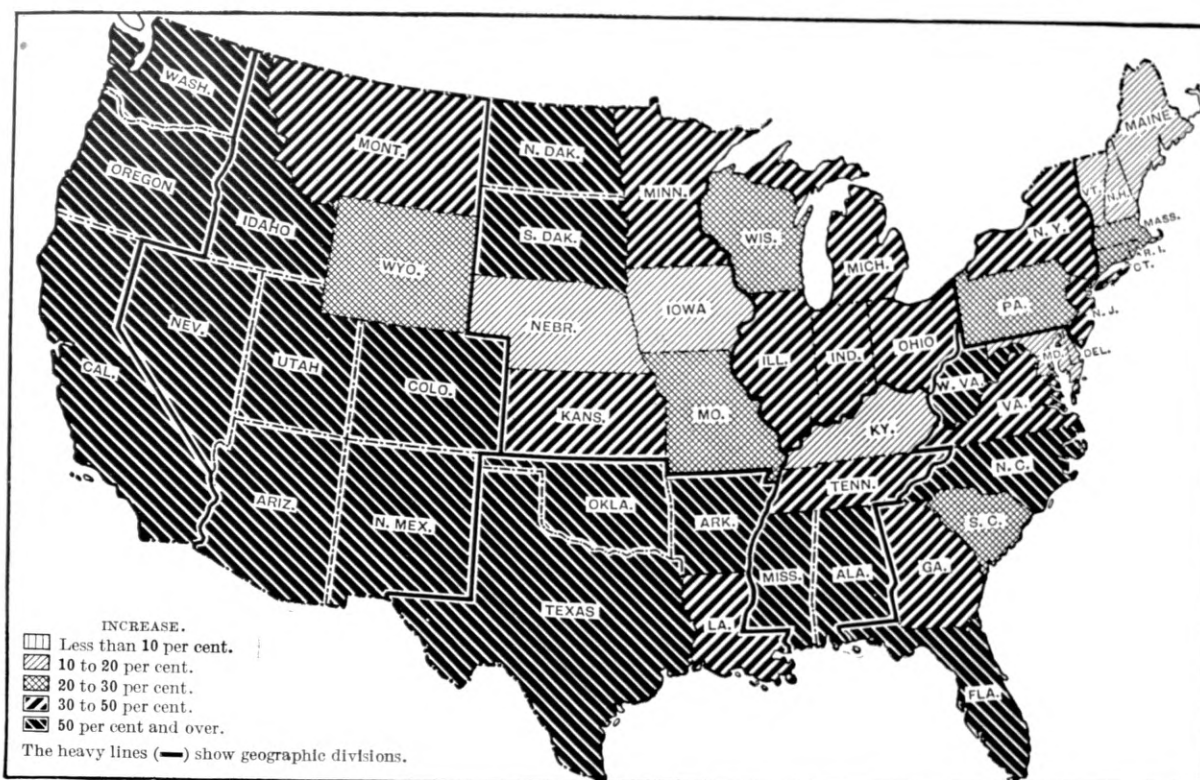 WASH.
MONT.
N. DAK.
MINN.
MAINE
OREGON
IDAHO
S. DAK.
WIS.
MICH.
N. Y.
VT.
N.H.
MASS.
R. I.
CT.
WYO.
NEBR.
IOWA
PA.
N. J.
NEV.
UTAH
COLO.
CAL.
KANS.
MO.
ILL.
IND.
OHIO
W. VA.
VA.
MD.
DEL.
KY.
TENN.
N. C.
ARIZ.
N. MEX.
OKLA.
ARK.
S. C.
MISS.
ALA.
GA.
TEXAS
LA.
FLA.
INCREASE.
Less than 10 per cent.
10 to 20 per cent.
20 to 30 per cent.
30 to 50 per cent.
50 per cent and over.
The heavy lines (▬) show geographic divisions.